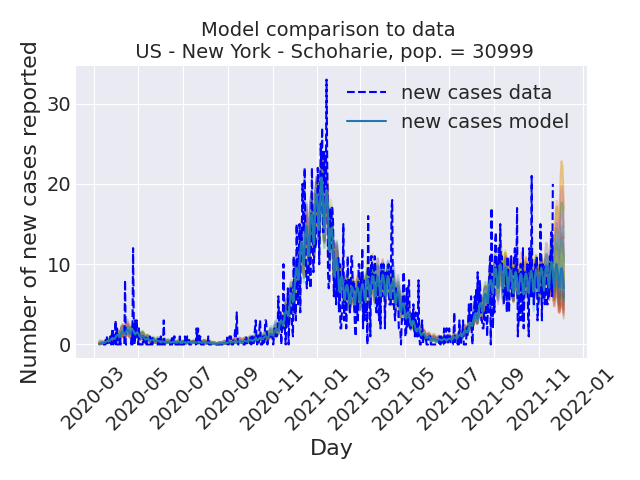 Model comparison to data
US - New York - Schoharie, pop. = 30999
Number of new cases reported
30
20
10
0
new cases data
new cases model
2020-03
2020-05
2020-07
2020-09
2020-11
2021-01
2021-03
2021-05
2021-07
2021-09
2021-11
2022-01
Day